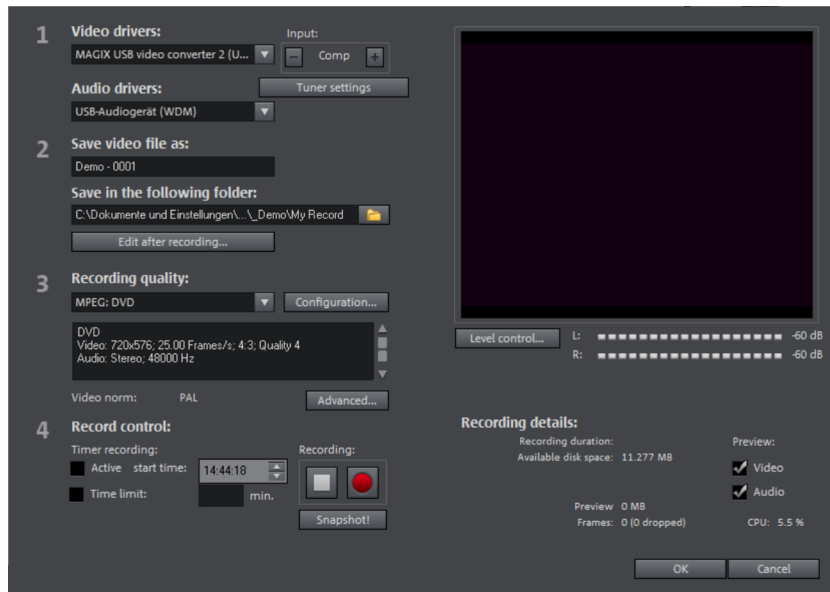 1
Video drivers:
Input:
MAGIX USB video converter 2 (U...
Comp
Audio drivers:
Tuner settings
USB-Audiogerät (WDM)
2
Save video file as:
Demo - 0001
Save in the following folder:
C:\Dokumente und Einstellungen\...\_Demo\My Record
Edit after recording...
3
Recording quality:
MPEG: DVD
Configuration...
DVD
Video: 720x576; 25.00 Frames/s; 4:3; Quality 4
Audio: Stereo; 48000 Hz
Video norm: PAL
Advanced...
4
Record control:
Timer recording:
Recording:
Active start time: 14:44:18
Time limit: min.
Snapshot!
Level control...
L: -60 dB
R: -60 dB
Recording details:
Recording duration:
Available disk space: 11.277 MB
Preview 0 MB
Frames: 0 (0 dropped)
Preview:
Video
Audio
CPU: 5.5 %
OK
Cancel